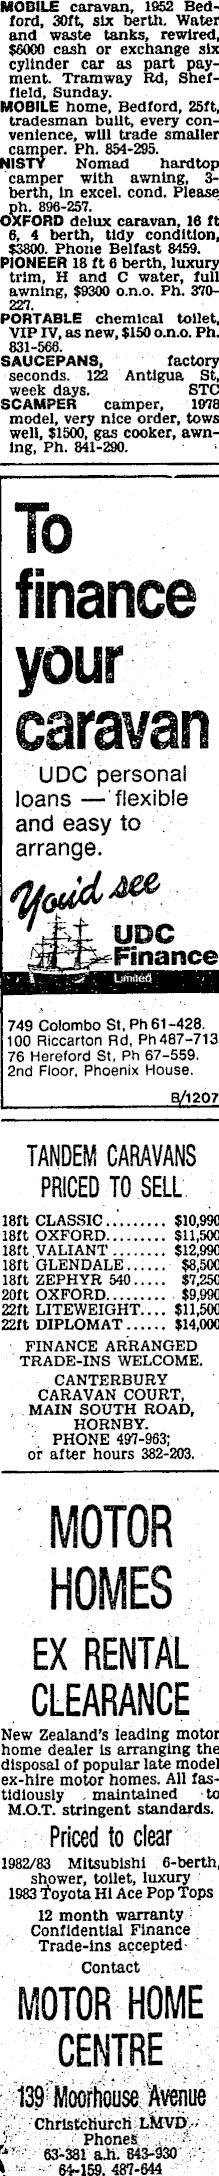 MOBILE caravan, 1952 Bed-
ford, 30ft, six berth. Water
and waste tanks, rewired,
$6000 cash or exchange six
cylinder car as part pay-
ment. Tramway Rd, Shef-
field, Sunday.
MOBILE home, Bedford, 25ft,
tradesman built, every con-
venience, will trade smaller
camper. Ph. 854-295.
NISTY Nomad hardtop
camper with awning, 3-
berth, in excel. cond. Please
ph. 896-257.
OXFORD delux caravan, 16 ft
6, 4 berth, tidy condition,
$3800. Phone Belfast 8459.
PIONEER 18 ft 6 berth, luxury
trim, H and C water, full
awning, $9300 o.n.o. Ph. 370-
227.
PORTABLE chemical toilet,
VIP IV, as new, $150 o.n.o. Ph.
831-566.
SAUCEPANS, factory
seconds. 122 Antigua St,
week days. STC
SCAMPER camper, 1978
model, very nice order, tows
well, $1500, gas cooker, awn-
ing, Ph. 841-290.
To
finance
your
caravan
UDC personal
loans — flexible
and easy to
arrange.
You'd see
UDC
Finance
Limited
749 Colombo St, Ph 61-428.
100 Riccarton Rd, Ph 487-713
76 Hereford St, Ph 67-559.
2nd Floor, Phoenix House.
B/1207
TANDEM CARAVANS
PRICED TO SELL
18ft CLASSIC......... $10,990
18ft OXFORD......... $11,500
18ft VALIANT ........ $12,990
18ft GLENDALE....... $8,500
18ft ZEPHYR 540..... $7,250
20ft OXFORD.......... $9,990
22ft LITEWEIGHT.... $11,500
22ft DIPLOMAT ...... $14,000
FINANCE ARRANGED
TRADE-INS WELCOME.
CANTERBURY
CARAVAN COURT,
MAIN SOUTH ROAD,
HORNBY.
PHONE 497-963;
or after hours 382-203.
MOTOR
HOMES
EX RENTAL
CLEARANCE
New Zealand's leading motor
home dealer is arranging the
disposal of popular late model
ex-hire motor homes. All fas-
tidiously maintained to
M.O.T. stringent standards.
Priced to clear
1982/83 Mitsubishi 6-berth,
shower, toilet, luxury
1983 Toyota HI Ace Pop Tops
12 month warranty
Confidential Finance
Trade-ins accepted
Contact
MOTOR HOME
CENTRE
139 Moorhouse Avenue
Christchurch LMVD
Phones
63-381 a.h. 843-930
64-159, 487-644